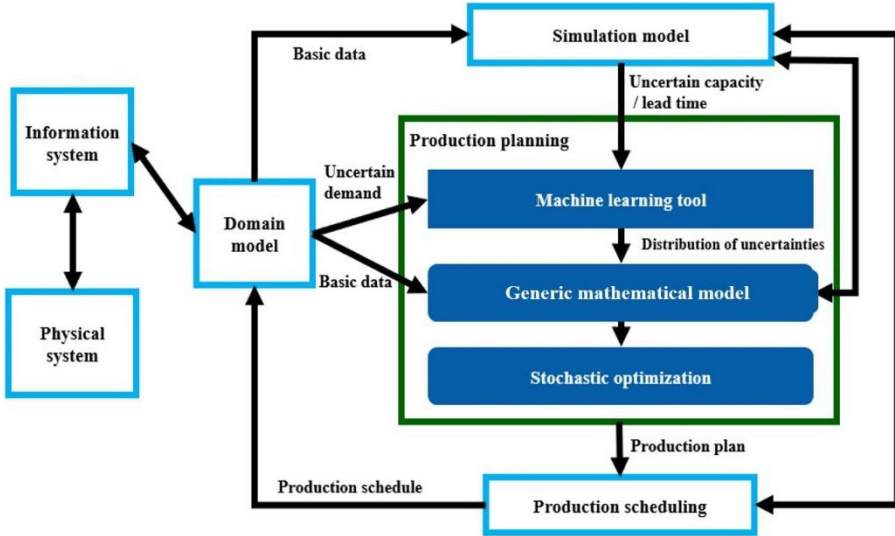 Basic data
Simulation model
Uncertain capacity
/ lead time
Information
system
Production planning
Uncertain
demand
Machine learning tool
Domain
model
Distribution of uncertainties
Basic data
Generic mathematical model
Physical
system
Stochastic optimization
Production plan
Production schedule
Production scheduling